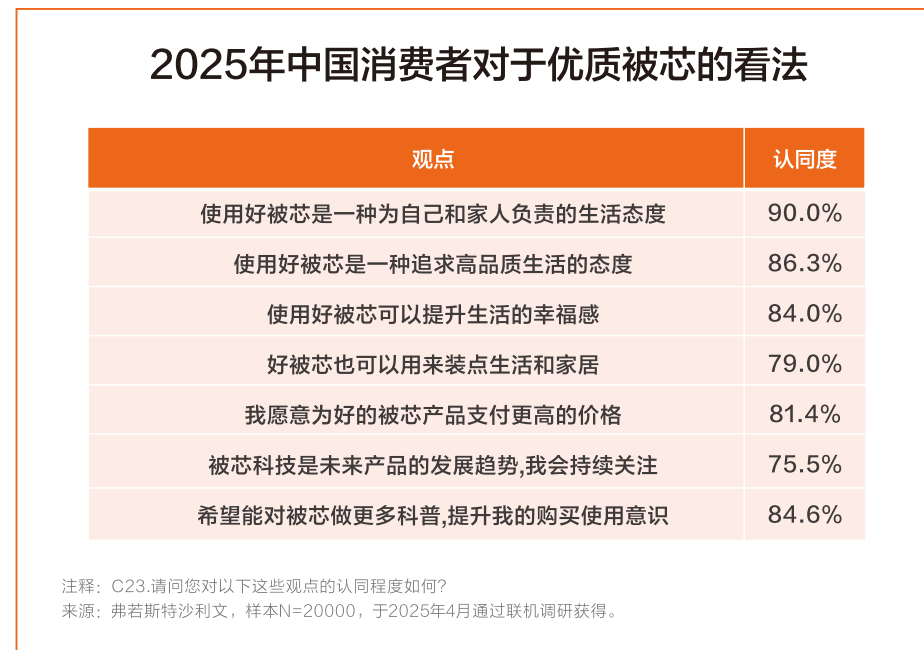 2025年中国消费者对于优质被芯的看法
观点 认同度
使用好被芯是一种为自己和家人负责的生活态度 90.0%
使用好被芯是一种追求高品质生活的态度 86.3%
使用好被芯可以提升生活的幸福感 84.0%
好被芯也可以用来装点生活和家居 79.0%
我愿意为好的被芯产品支付更高的价格 81.4%
被芯科技是未来产品的发展趋势,我会持续关注 75.5%
希望能对被芯做更多科普,提升我的购买使用意识 84.6%
注释：C23.请问您对以下这些观点的认同程度如何?
来源：弗若斯特沙利文，样本N=20000，于2025年4月通过联机调研获得。